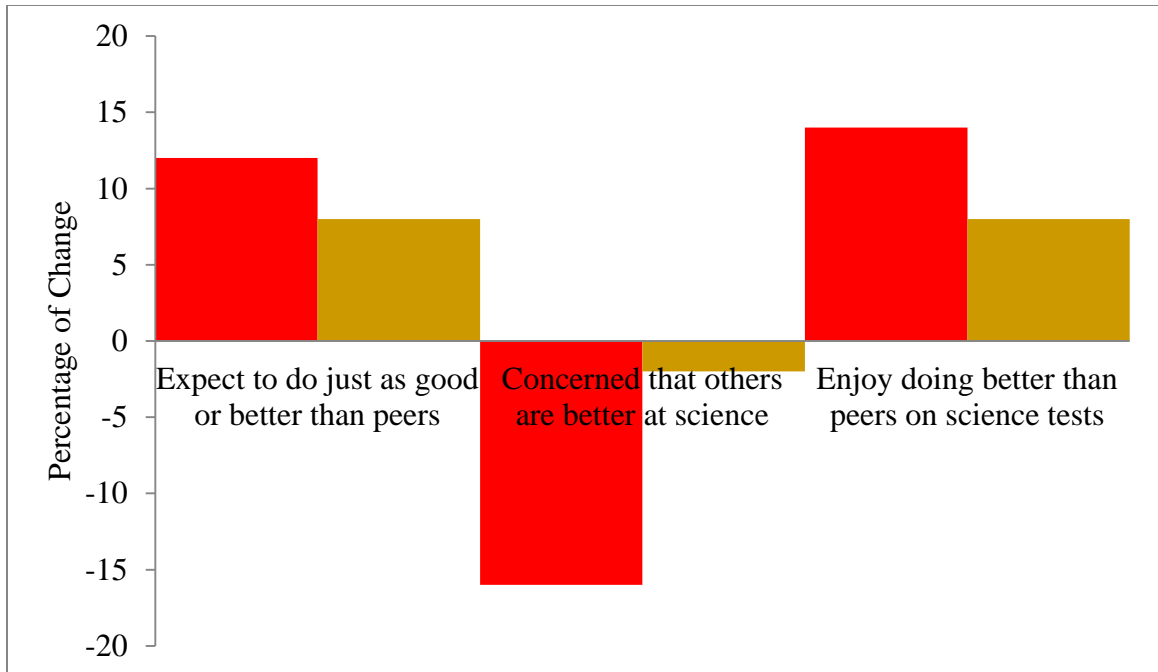 20
15
10
5
0
-5
-10
-15
-20
Percentage of Change
Expect to do just as good
or better than peers
Concerned that others
are better at science
Enjoy doing better than
peers on science tests